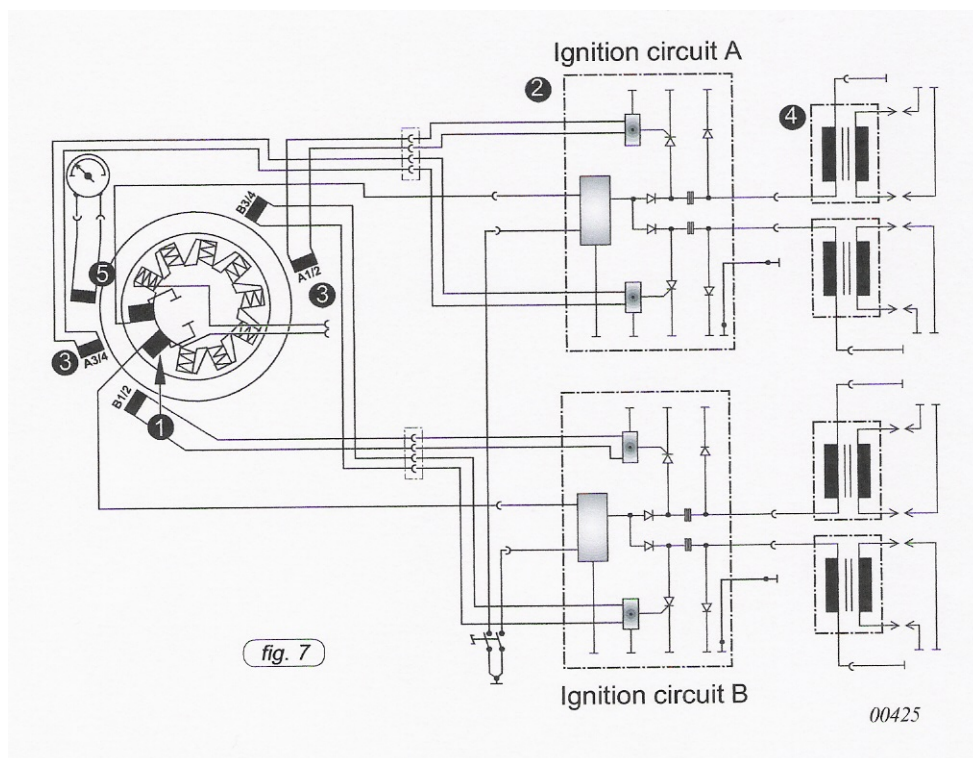 Ignition circuit A
2
4
B3/4
A1/2
5
3
3
A3/4
B1/2
1
fig. 7
Ignition circuit B
00425